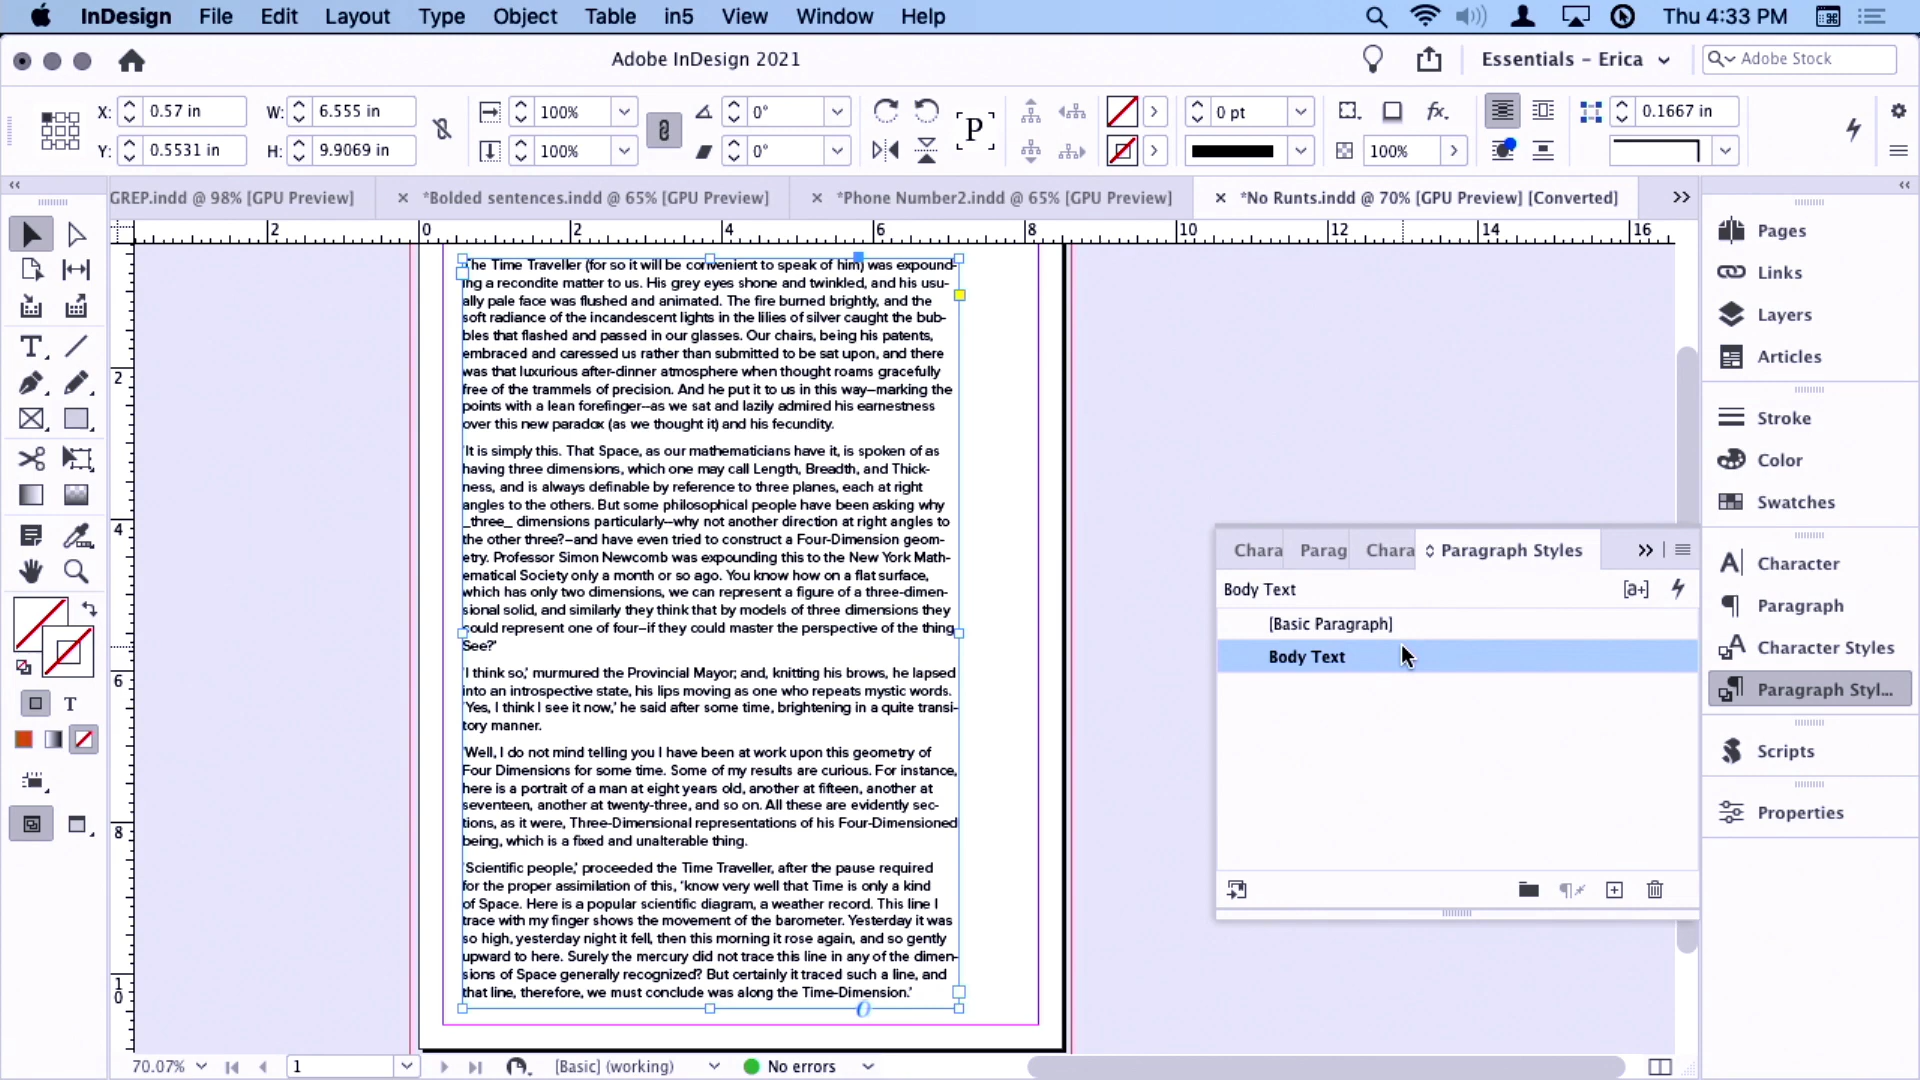 InDesign File Edit Layout Type Object Table in5 View Window Help Thu 4:33 PM
Adobe InDesign 2021 Essentials - Erica Adobe Stock
X: 0.57 in W: 6.555 in 100% 0° P 0 pt fx. 0.1667 in
Y: 0.5531 in H: 9.9069 in 100% 0° 100%
GREP.indd @ 98% [GPU Preview] × *Bolded sentences.indd @ 65% [GPU Preview] × *Phone Number2.indd @ 65% [GPU Preview] × *No Runts.indd @ 70% [GPU Preview] [Converted]
2 0 2 4 6 8 10 12 14 16
The Time Traveller (for so it will be convenient to speak of him) was expound-
ing a recondite matter to us. His grey eyes shone and twinkled, and his usu-
ally pale face was flushed and animated. The fire burned brightly, and the
soft radiance of the incandescent lights in the lilies of silver caught the bub-
bles that flashed and passed in our glasses. Our chairs, being his patents,
embraced and caressed us rather than submitted to be sat upon, and there
was that luxurious after-dinner atmosphere when thought roams gracefully
free of the trammels of precision. And he put it to us in this way—marking the
points with a lean forefinger—as we sat and lazily admired his earnestness
over this new paradox (as we thought it) and his fecundity.
'It is simply this. That Space, as our mathematicians have it, is spoken of as
having three dimensions, which one may call Length, Breadth, and Thick-
ness, and is always definable by reference to three planes, each at right
angles to the others. But some philosophical people have been asking why
_three_ dimensions particularly—why not another direction at right angles to
the other three?—and have even tried to construct a Four-Dimension geom-
etry. Professor Simon Newcomb was expounding this to the New York Math-
ematical Society only a month or so ago. You know how on a flat surface,
which has only two dimensions, we can represent a figure of a three-dimen-
sional solid, and similarly they think that by models of three dimensions they
could represent one of four—if they could master the perspective of the thing.
See?'
'I think so,' murmured the Provincial Mayor; and, knitting his brows, he lapsed
into an introspective state, his lips moving as one who repeats mystic words.
'Yes, I think I see it now,' he said after some time, brightening in a quite transi-
tory manner.
'Well, I do not mind telling you I have been at work upon this geometry of
Four Dimensions for some time. Some of my results are curious. For instance,
here is a portrait of a man at eight years old, another at fifteen, another at
seventeen, another at twenty-three, and so on. All these are evidently sec-
tions, as it were, Three-Dimensional representations of his Four-Dimensioned
being, which is a fixed and unalterable thing.
'Scientific people,' proceeded the Time Traveller, after the pause required
for the proper assimilation of this, 'know very well that Time is only a kind
of Space. Here is a popular scientific diagram, a weather record. This line I
trace with my finger shows the movement of the barometer. Yesterday it was
so high, yesterday night it fell, then this morning it rose again, and so gently
upward to here. Surely the mercury did not trace this line in any of the dimen-
sions of Space generally recognized? But certainly it traced such a line, and
that line, therefore, we must conclude was along the Time-Dimension.'
2
4
6
8
10
T
T
Chara Parag Chara Paragraph Styles
Body Text [a+]
[Basic Paragraph]
Body Text
Pages
Links
Layers
Articles
Stroke
Color
Swatches
Character
Paragraph
Character Styles
Paragraph Styl...
Scripts
Properties
70.07% 1 [Basic] (working) No errors